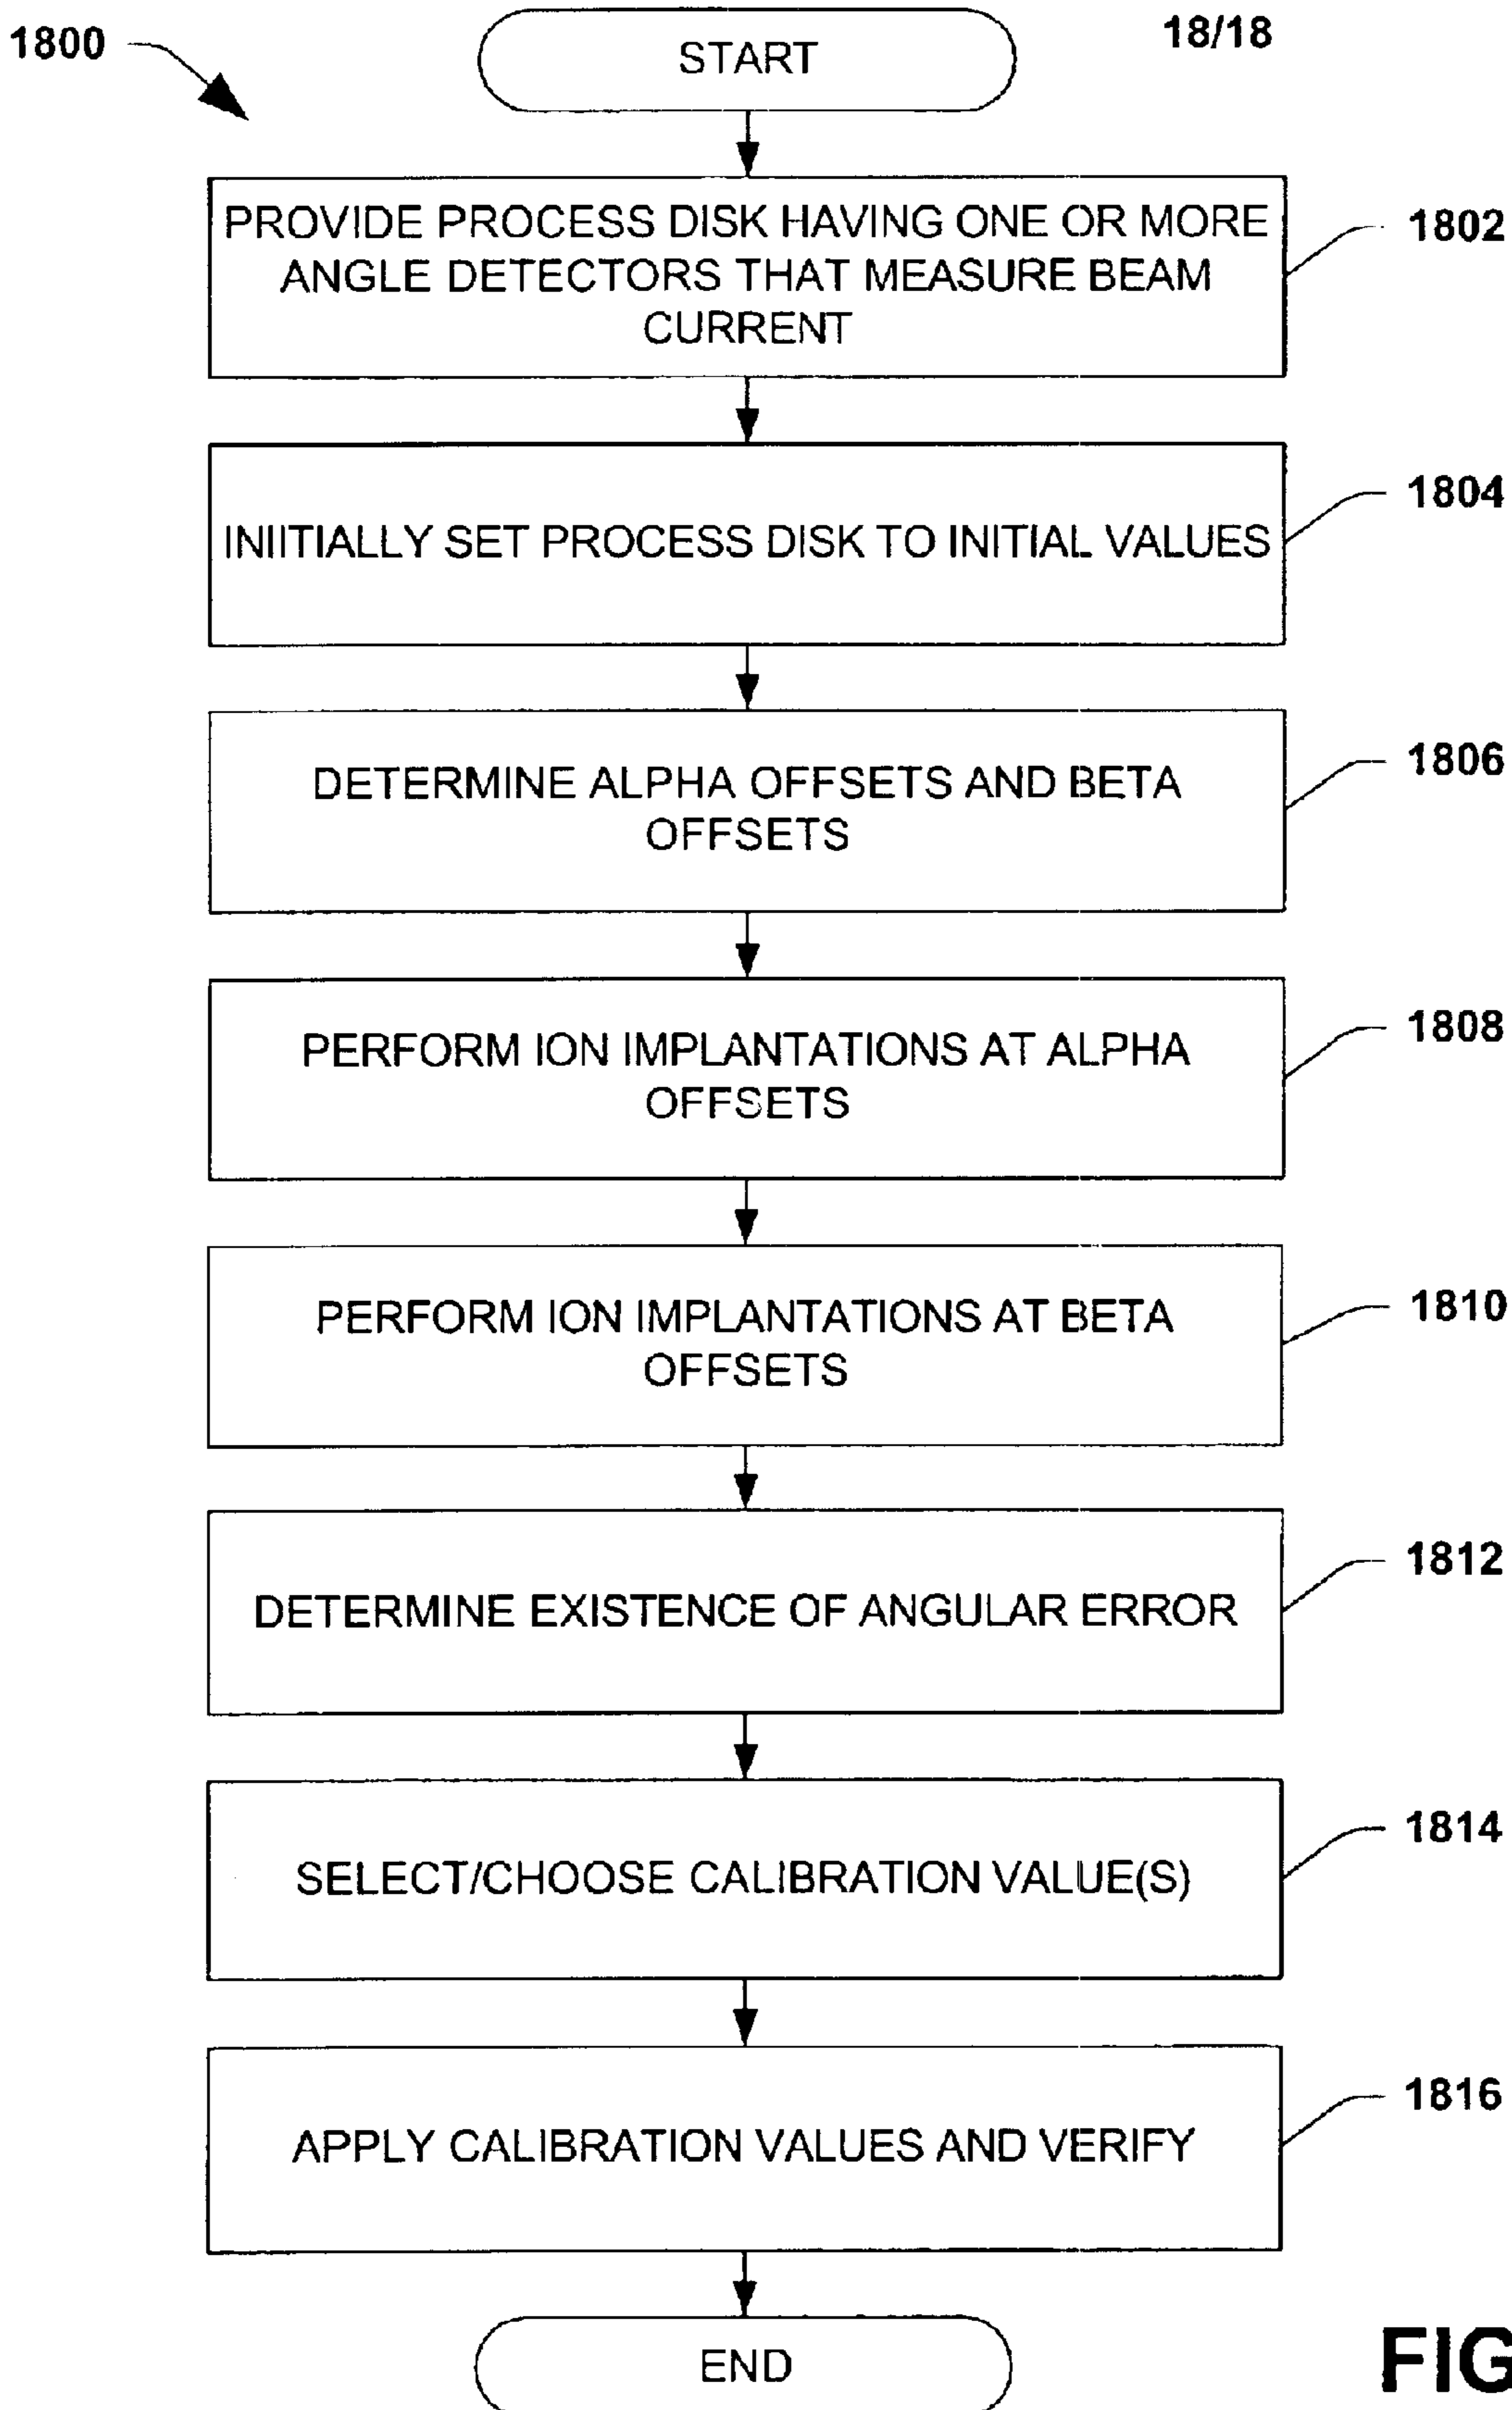 1800
START
18/18
PROVIDE PROCESS DISK HAVING ONE OR MORE
ANGLE DETECTORS THAT MEASURE BEAM
CURRENT
1802
INIITIALLY SET PROCESS DISK TO INITIAL VALUES
1804
DETERMINE ALPHA OFFSETS AND BETA
OFFSETS
1806
PERFORM ION IMPLANTATIONS AT ALPHA
OFFSETS
1808
PERFORM ION IMPLANTATIONS AT BETA
OFFSETS
1810
DETERMINE EXISTENCE OF ANGULAR ERROR
1812
SELECT/CHOOSE CALIBRATION VALUE(S)
1814
APPLY CALIBRATION VALUES AND VERIFY
1816
END
FIG